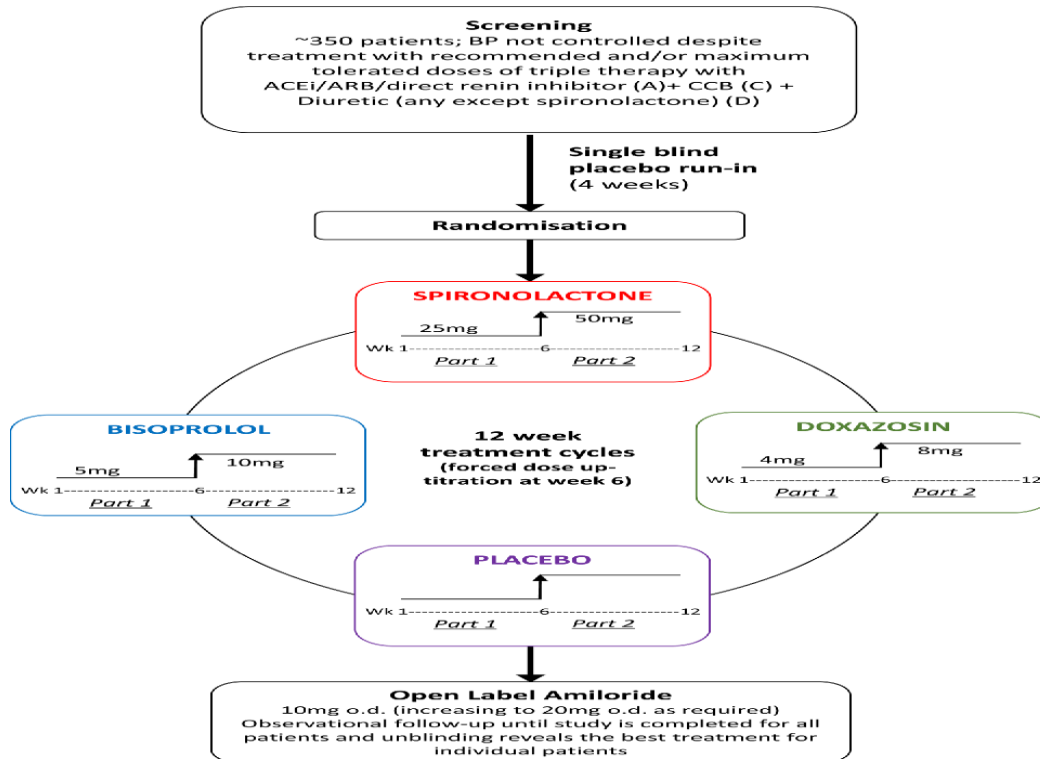 Screening
~350 patients; BP not controlled despite
treatment with recommended and/or maximum
tolerated doses of triple therapy with
ACEi/ARB/direct renin inhibitor (A)+ CCB (C) +
Diuretic (any except spironolactone) (D)
Single blind
placebo run-in
(4 weeks)
Randomisation
SPIRONOLACTONE
50mg
25mg
Wk 1-----------------6-----------------12
Part 1 Part 2
BISOPROLOL
10mg
5mg
Wk 1-----------------6-----------------12
Part 1 Part 2
12 week
treatment cycles
(forced dose up-
titration at week 6)
DOXAZOSIN
8mg
4mg
Wk 1-----------------6-----------------12
Part 1 Part 2
PLACEBO
Wk 1-----------------6-----------------12
Part 1 Part 2
Open Label Amiloride
10mg o.d. (increasing to 20mg o.d. as required)
Observational follow-up until study is completed for all
patients and unblinding reveals the best treatment for
individual patients